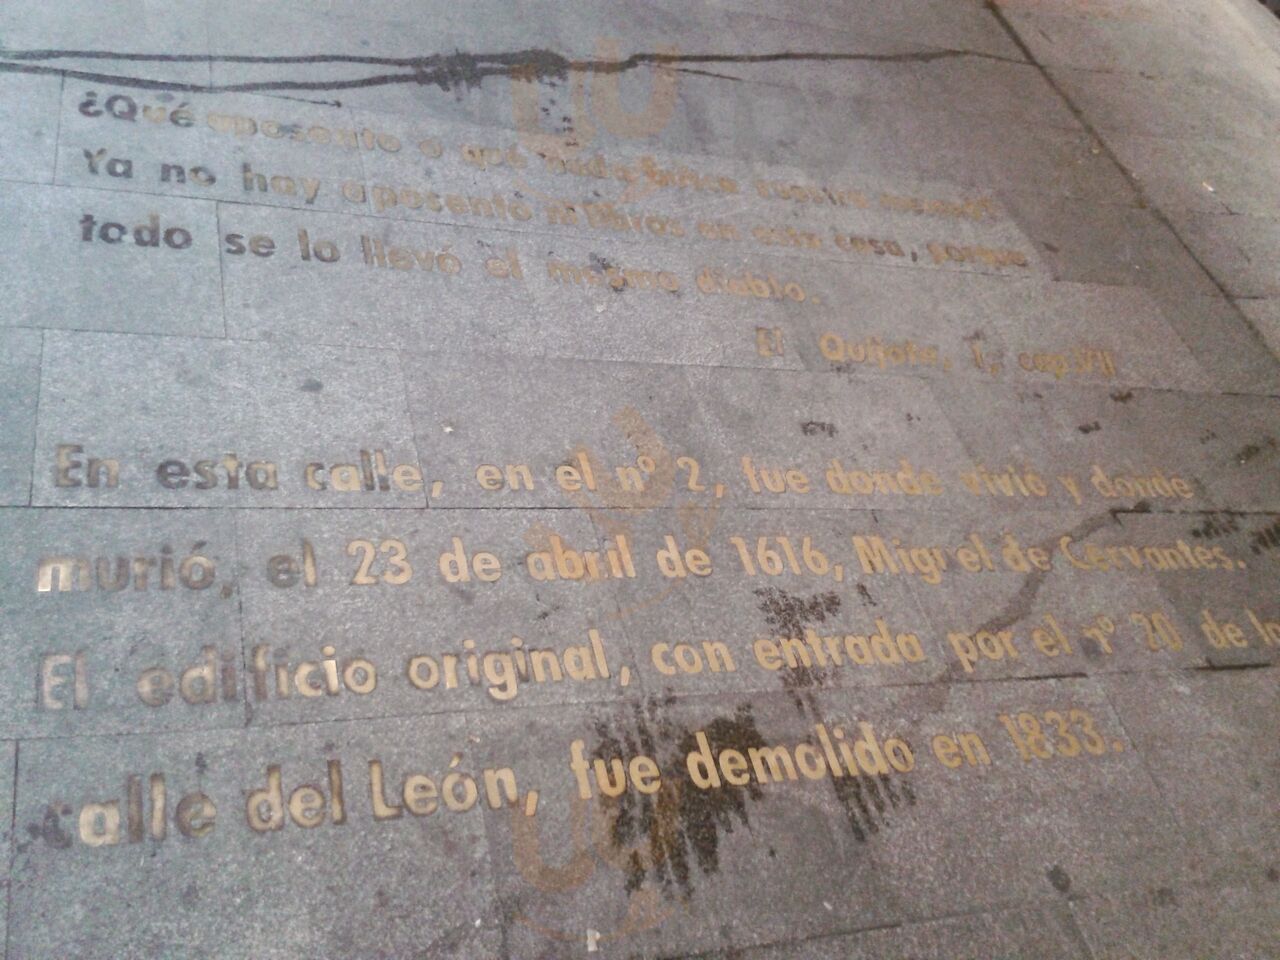 ¿Qué aposento o qué nada busca vuestra merced?
Ya no hay aposento ni libros en esta casa, porque
todo se lo llevó el mesmo diablo.
El Quijote, I, cap.VII
En esta calle, en el nº 2, fue donde vivió y donde
murió, el 23 de abril de 1616, Miguel de Cervantes.
El edificio original, con entrada por el nº 20 de la
calle del León, fue demolido en 1833.